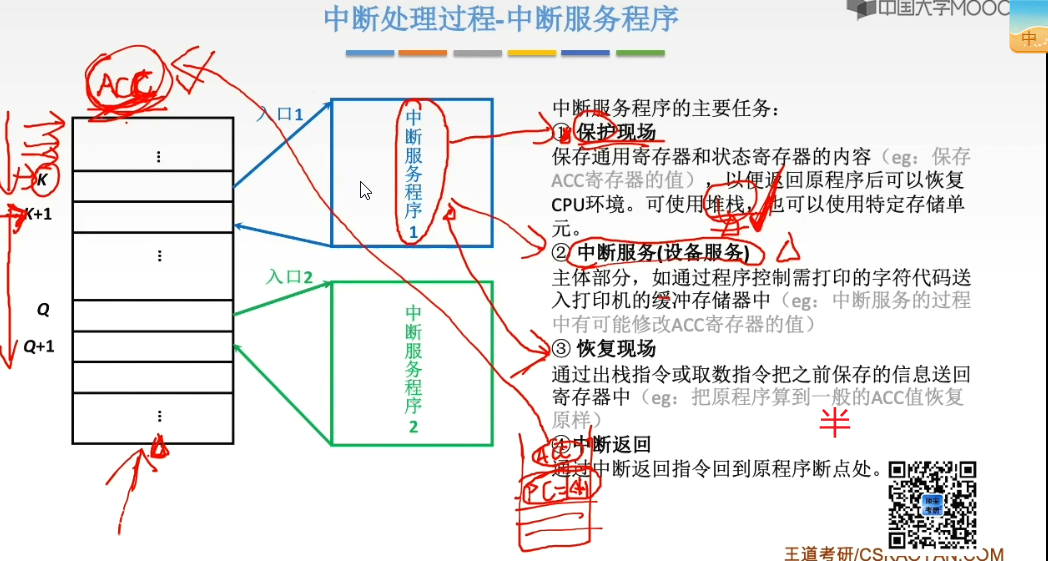 中断处理过程-中断服务程序
中国大学MOOC
中
ACC
入口1
中断服务程序1
K
K+1
Q
Q+1
入口2
中断服务程序2
中断服务程序的主要任务：
① 保护现场
保存通用寄存器和状态寄存器的内容（eg：保存
ACC寄存器的值），以便返回原程序后可以恢复
CPU环境。可使用堆栈，也可以使用特定存储单
元。
② 中断服务(设备服务)
主体部分，如通过程序控制需打印的字符代码送
入打印机的缓冲存储器中（eg：中断服务的过程
中有可能修改ACC寄存器的值）
③ 恢复现场
通过出栈指令或取数指令把之前保存的信息送回
寄存器中（eg：把原程序算到一般的ACC值恢复
原样）
半
④中断返回
通过中断返回指令回到原程序断点处。
ACC
PC=
王道考研/CSKAOYAN.COM